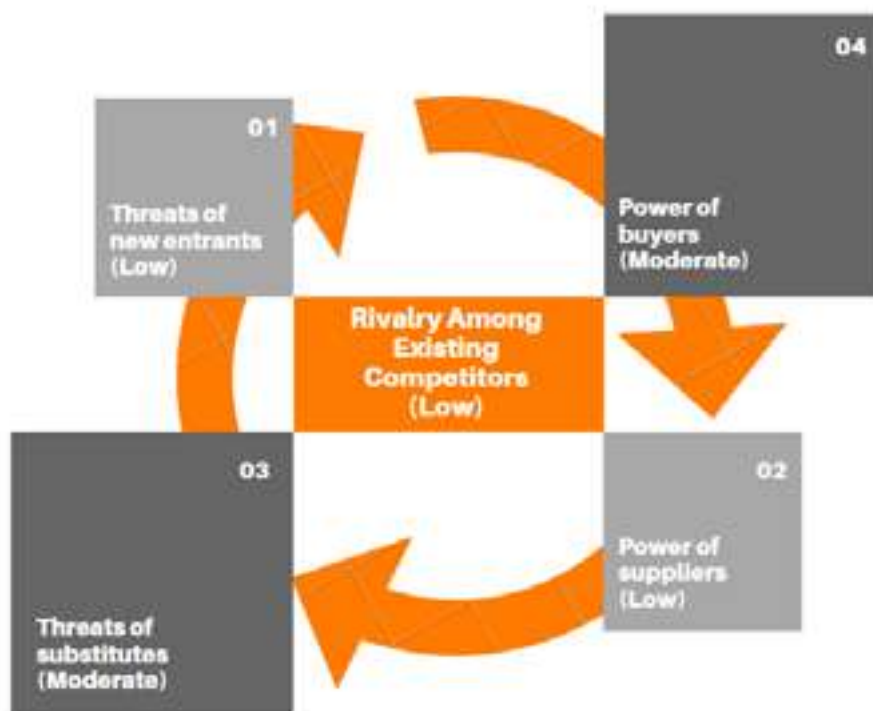 01
Threats of
new entrants
(Low)
04
Power of
buyers
(Moderate)
Rivalry Among
Existing
Competitors
(Low)
03
Threats of
substitutes
(Moderate)
02
Power of
suppliers
(Low)